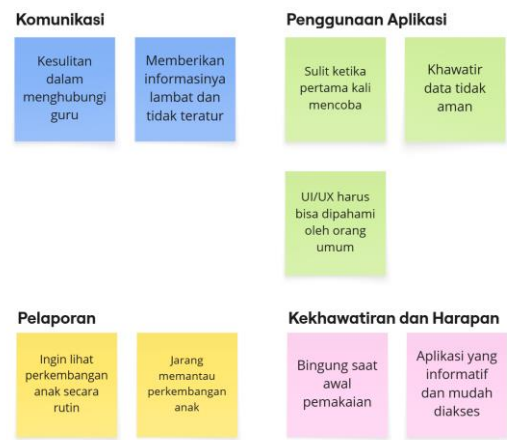 Komunikasi
Kesulitan
dalam
menghubungi
guru
Memberikan
informasinya
lambat dan
tidak teratur
Penggunaan Aplikasi
Sulit ketika
pertama kali
mencoba
Khawatir
data tidak
aman
UI/UX harus
bisa dipahami
oleh orang
umum
Pelaporan
Ingin lihat
perkembangan
anak secara
rutin
Jarang
memantau
perkembangan
anak
Kekhawatiran dan Harapan
Bingung saat
awal
pemakaian
Aplikasi yang
informatif
dan mudah
diakses